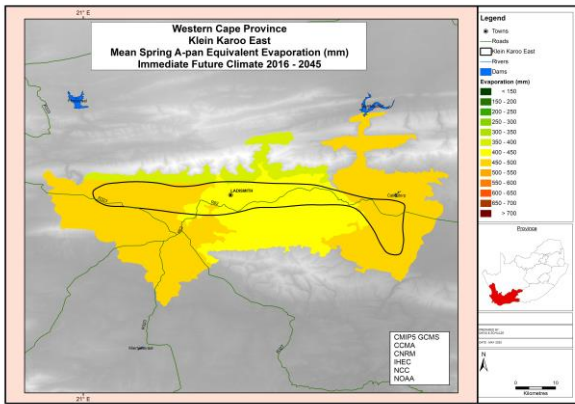 21° E
Western Cape Province
Klein Karoo East
Mean Spring A-pan Equivalent Evaporation (mm)
Immediate Future Climate 2016 - 2045
LADISMITH
CMIP5 GCMS
CCMA
CNRM
IHEC
NCC
NOAA
21° E
Legend
Towns
Roads
Klein Karoo East
Rivers
Dams
Evaporation (mm)
< 150
150 - 200
200 - 250
250 - 300
300 - 350
350 - 400
400 - 450
450 - 500
500 - 550
550 - 600
600 - 650
650 - 700
> 700
Province
N
0
10
Kilometres